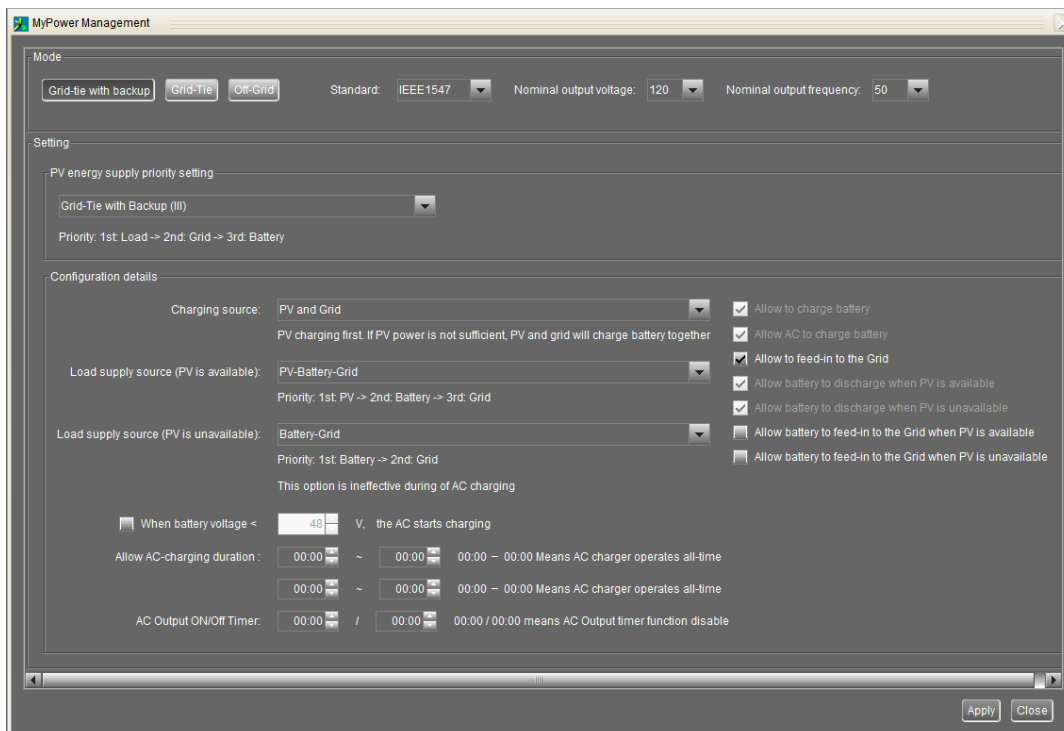 MyPower Management
Mode
Grid-tie with backup Grid-Tie Off-Grid Standard: IEEE1547 Nominal output voltage: 120 Nominal output frequency: 50
Setting
PV energy supply priority setting
Grid-Tie with Backup (III)
Priority: 1st: Load -> 2nd: Grid -> 3rd: Battery
Configuration details
Charging source: PV and Grid
PV charging first. If PV power is not sufficient, PV and grid will charge battery together
Load supply source (PV is available): PV-Battery-Grid
Priority: 1st: PV -> 2nd: Battery -> 3rd: Grid
Load supply source (PV is unavailable): Battery-Grid
Priority: 1st: Battery -> 2nd: Grid
This option is ineffective during of AC charging
Allow to charge battery
Allow AC to charge battery
Allow to feed-in to the Grid
Allow battery to discharge when PV is available
Allow battery to discharge when PV is unavailable
Allow battery to feed-in to the Grid when PV is available
Allow battery to feed-in to the Grid when PV is unavailable
When battery voltage < 48 V, the AC starts charging
Allow AC-charging duration : 00:00 ~ 00:00 00:00 – 00:00 Means AC charger operates all-time
00:00 ~ 00:00 00:00 – 00:00 Means AC charger operates all-time
AC Output ON/Off Timer: 00:00 / 00:00 00:00 / 00:00 means AC Output timer function disable
Apply Close